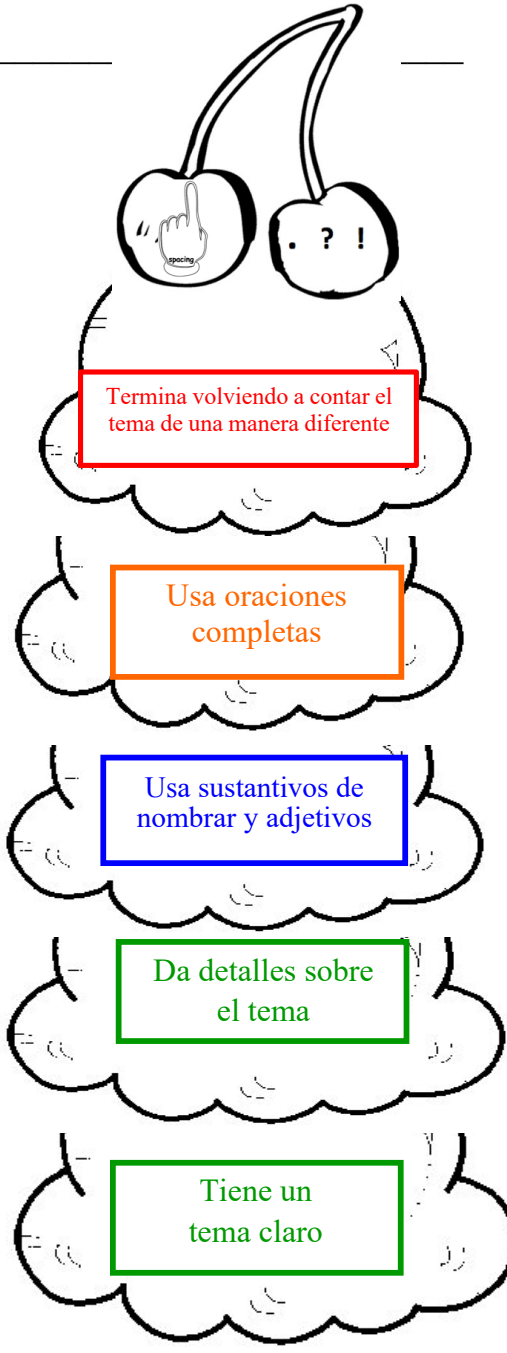 spacing
. ? !
Termina volviendo a contar el
tema de una manera diferente
Usa oraciones
completas
Usa sustantivos de
nombrar y adjetivos
Da detalles sobre
el tema
Tiene un
tema claro